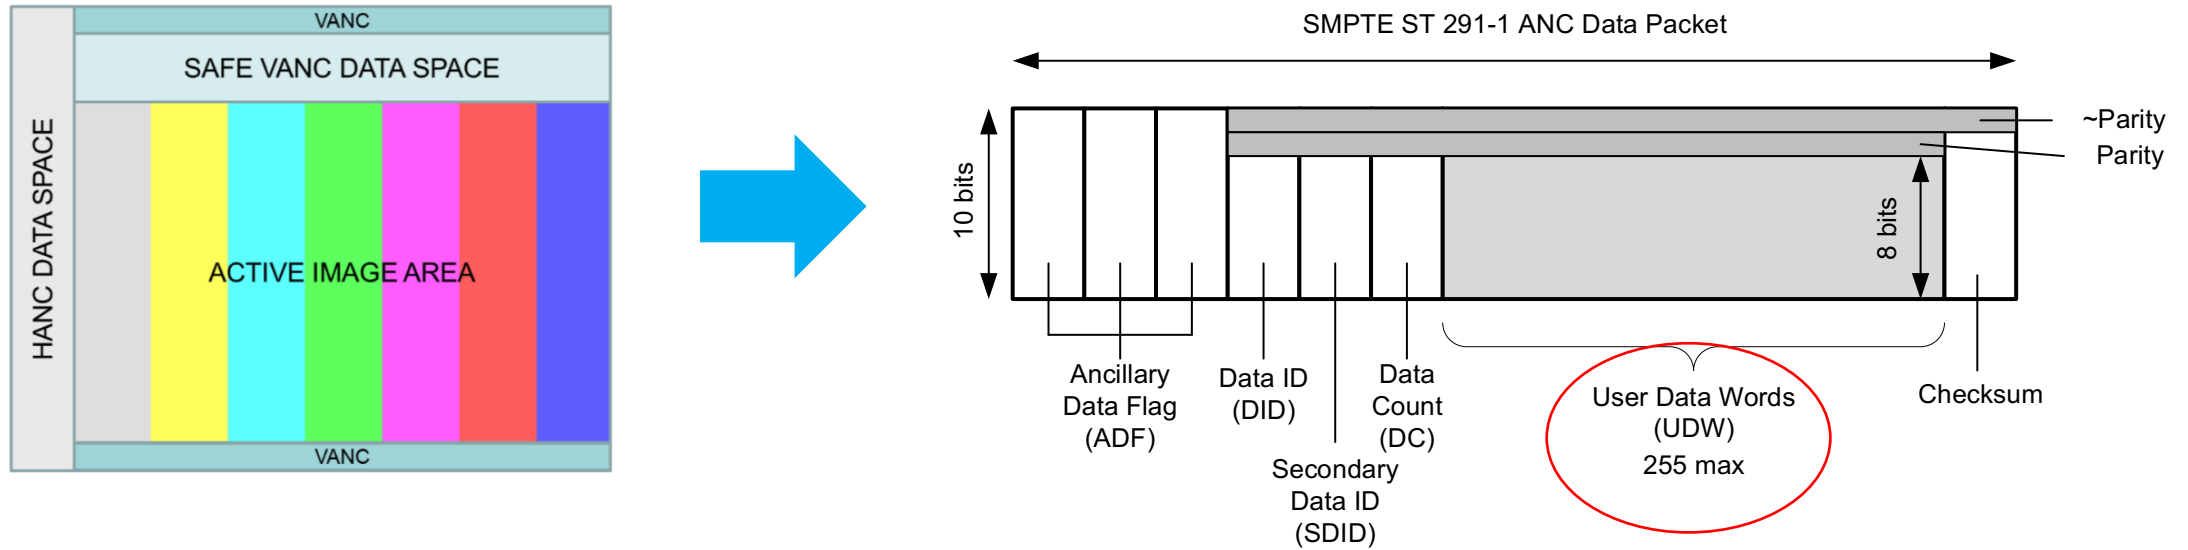 VANC
SAFE VANC DATA SPACE
HANC DATA SPACE
ACTIVE IMAGE AREA
VANC
SMPTE ST 291-1 ANC Data Packet
~Parity
Parity
10 bits
8 bits
Ancillary
Data Flag
(ADF)
Data ID
(DID)
Secondary
Data ID
(SDID)
Data
Count
(DC)
User Data Words
(UDW)
255 max
Checksum